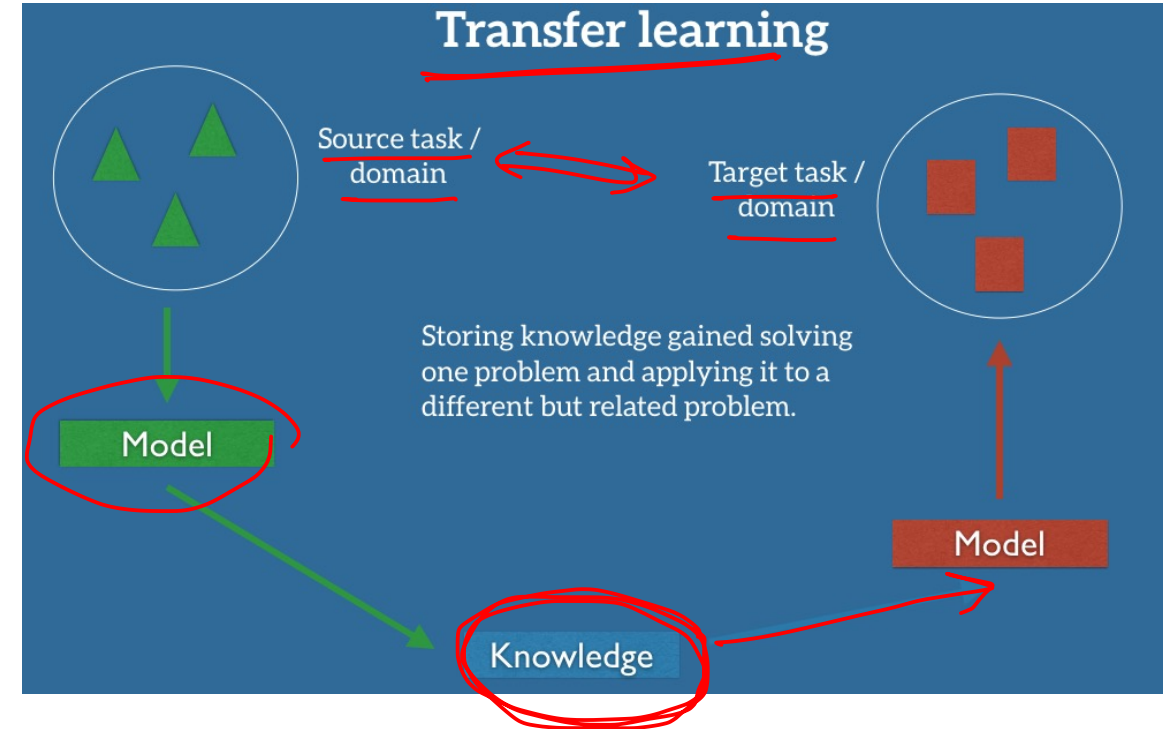 Transfer learning
Source task /
domain
Target task /
domain
Storing knowledge gained solving
one problem and applying it to a
different but related problem.
Model
Model
Knowledge